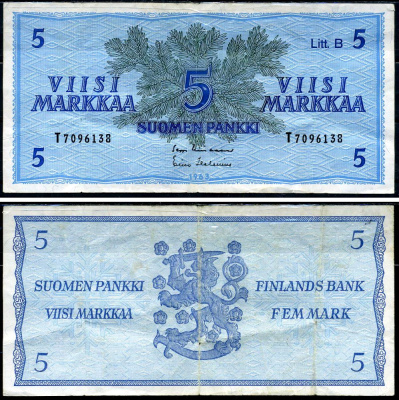 5 Litt. B 5
VIISI 5 VIISI
MARKKAA MARKKAA
SUOMEN PANKKI
T7096138 T7096138
5 1963 5
5 5
SUOMEN PANKKI FINLANDS BANK
VIISI MARKKAA FEM MARK
5 5